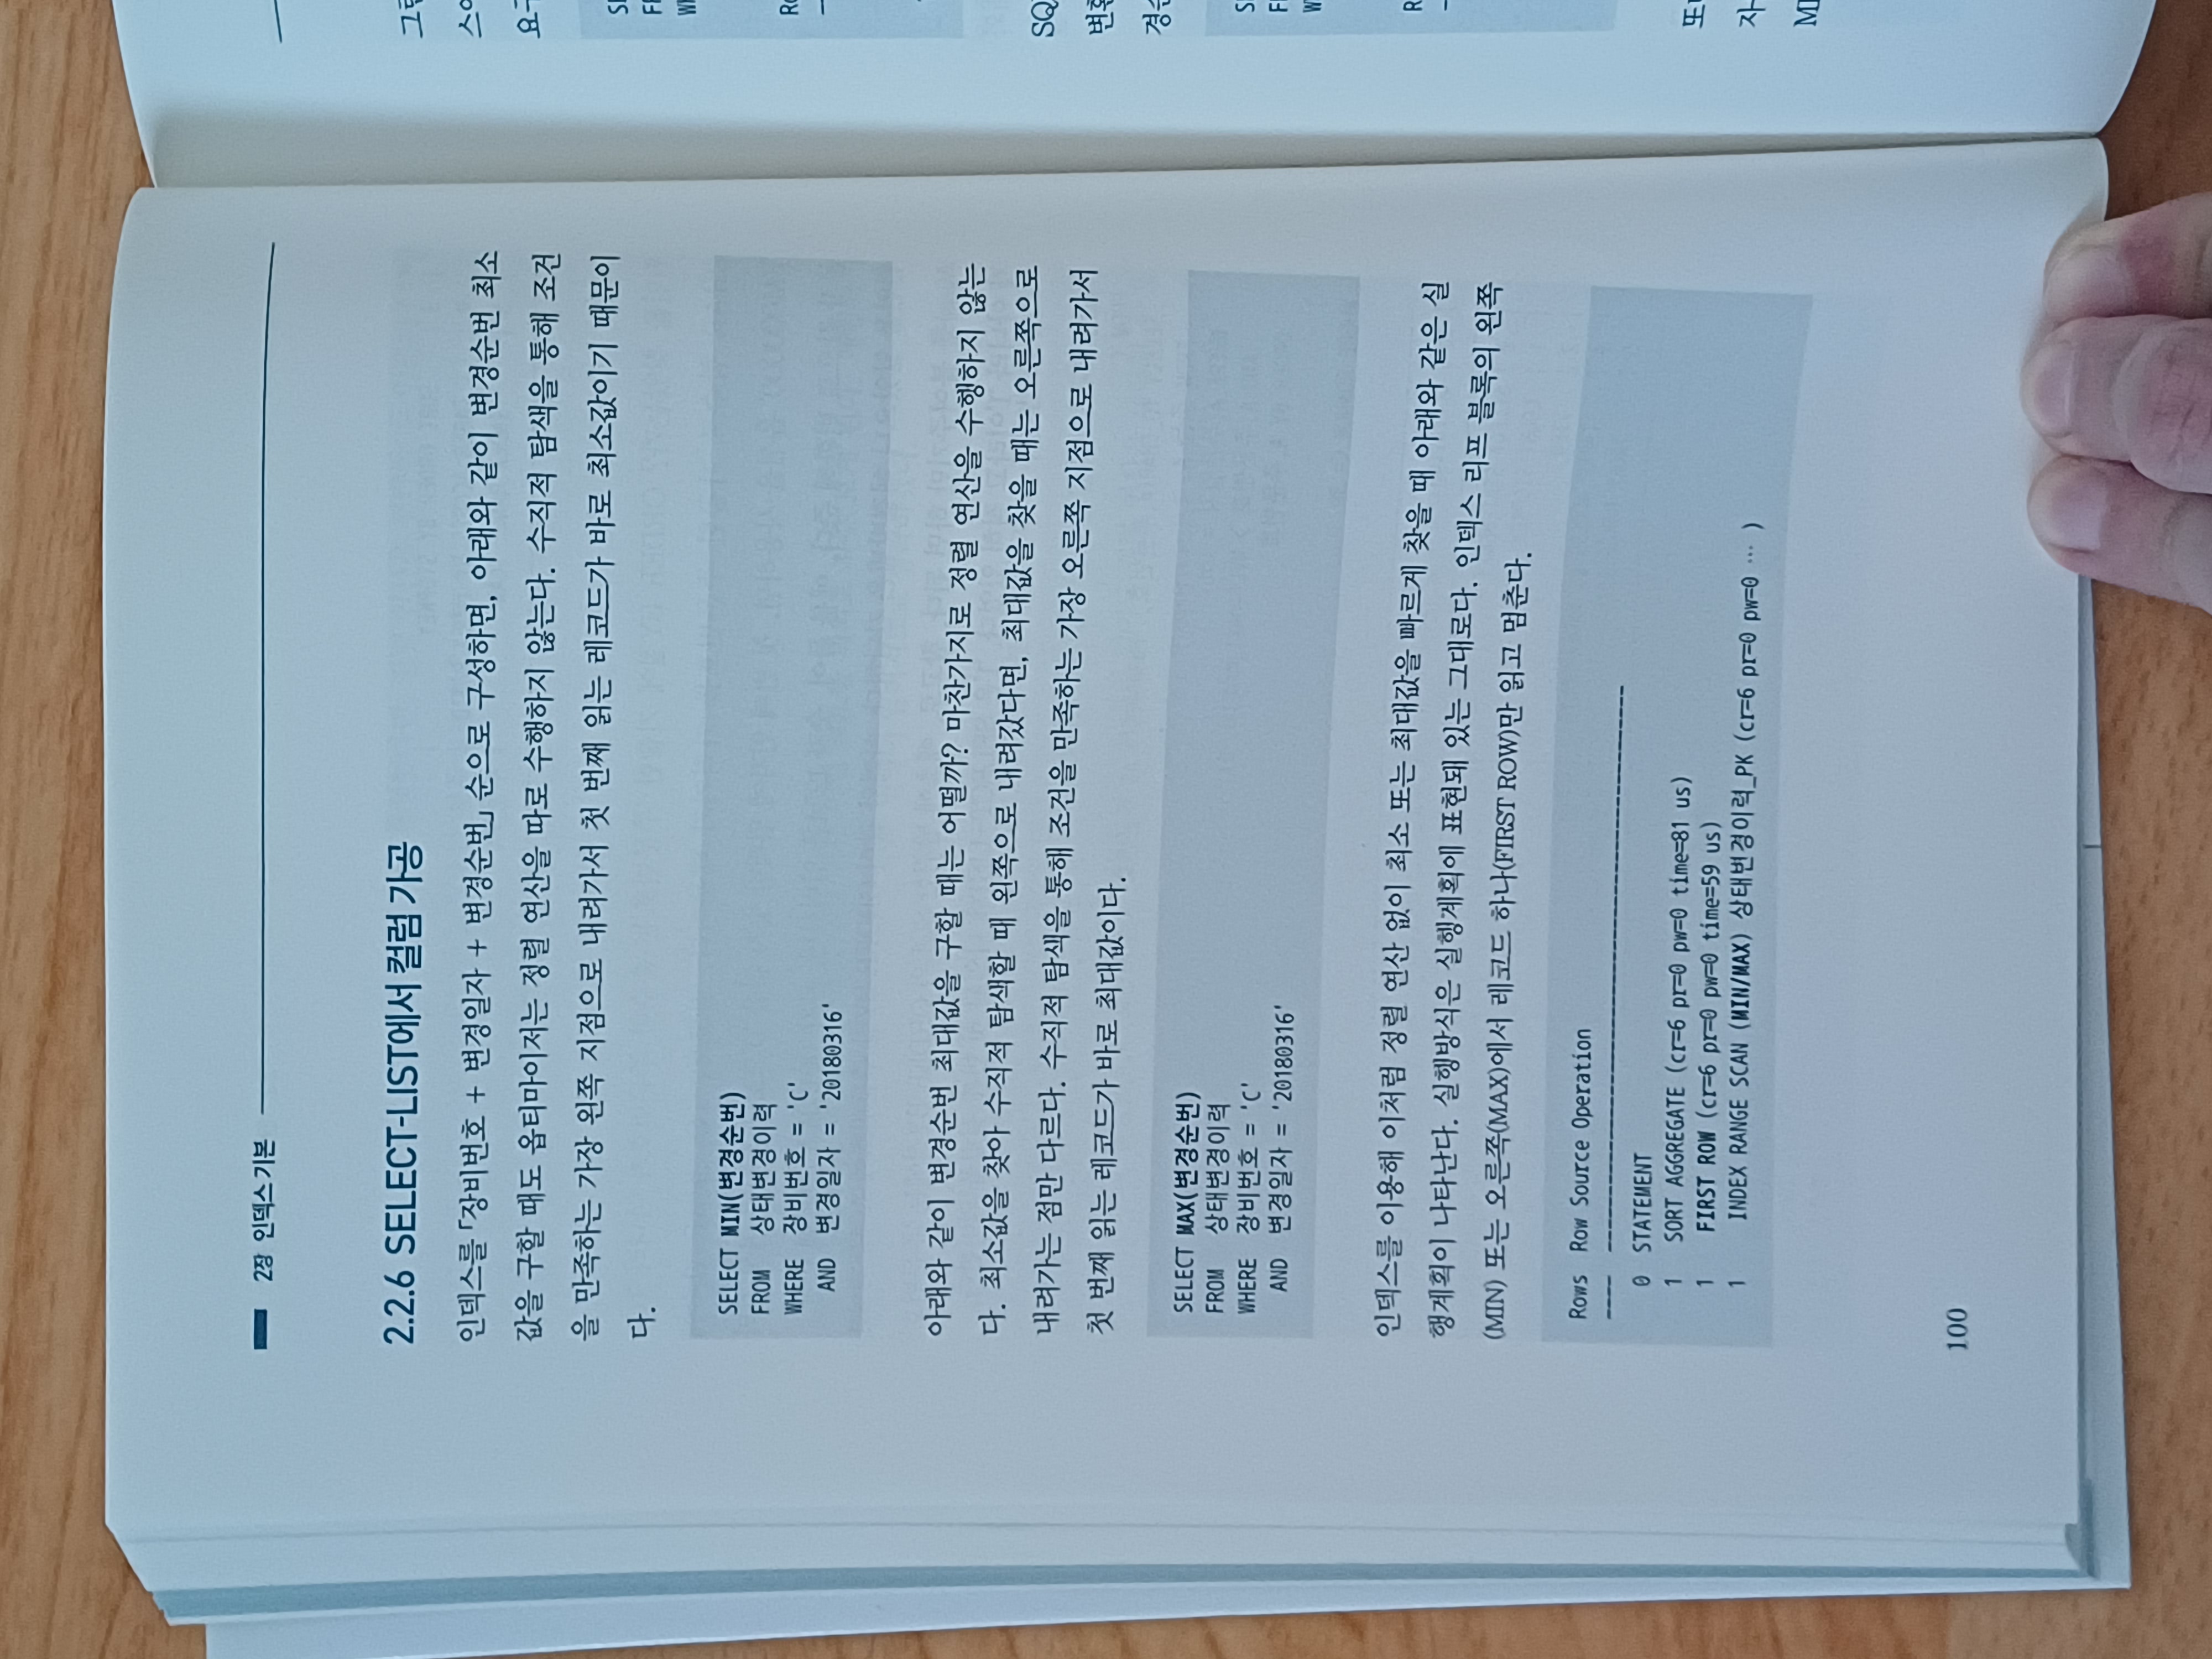 2장 인덱스 기본
2.2.6 SELECT-LIST에서 컬럼 가공
인덱스를 「장비번호 + 변경일자 + 변경순번」 순으로 구성하면, 아래와 같이 변경순번 최소
값을 구할 때도 옵티마이저는 정렬 연산을 따로 수행하지 않는다. 수직적 탐색을 통해 조건
을 만족하는 가장 왼쪽 지점으로 내려가서 첫 번째 읽는 레코드가 바로 최소값이기 때문이
다.
SELECT MIN(변경순번)
FROM   상태변경이력
WHERE  장비번호 = 'C'
  AND  변경일자 = '20180316'
아래와 같이 변경순번 최대값을 구할 때는 어떨까? 마찬가지로 정렬 연산을 수행하지 않는
다. 최소값을 찾아 수직적 탐색할 때 왼쪽으로 내려갔다면, 최대값을 찾을 때는 오른쪽으로
내려가는 점만 다르다. 수직적 탐색을 통해 조건을 만족하는 가장 오른쪽 지점으로 내려가서
첫 번째 읽는 레코드가 바로 최대값이다.
SELECT MAX(변경순번)
FROM   상태변경이력
WHERE  장비번호 = 'C'
  AND  변경일자 = '20180316'
인덱스를 이용해 이처럼 정렬 연산 없이 최소 또는 최대값을 빠르게 찾을 때 아래와 같은 실
행계획이 나타난다. 실행방식은 실행계획에 표현돼 있는 그대로다. 인덱스 리프 블록의 왼쪽
(MIN) 또는 오른쪽(MAX)에서 레코드 하나(FIRST ROW)만 읽고 멈춘다.
Rows  Row Source Operation
----  ---------------------------------------------------
   0  STATEMENT
   1   SORT AGGREGATE (cr=6 pr=0 pw=0 time=81 us)
   1    FIRST ROW (cr=6 pr=0 pw=0 time=59 us)
   1     INDEX RANGE SCAN (MIN/MAX) 상태변경이력_PK (cr=6 pr=0 pw=0 … )
100
스에
SQL